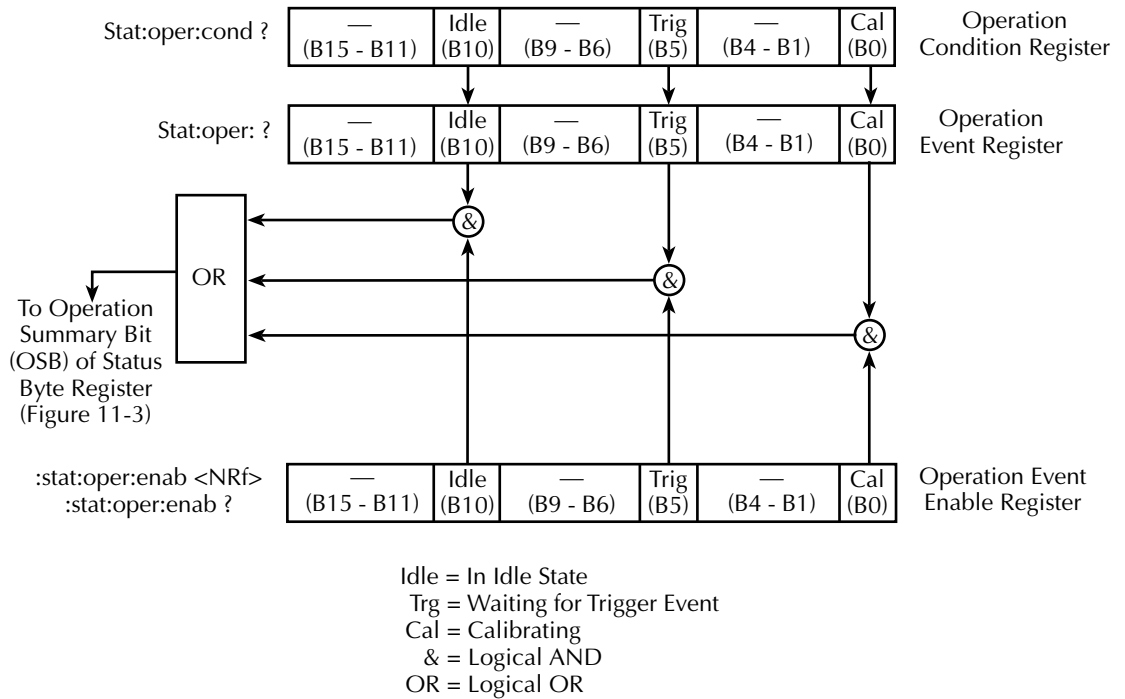 Stat:oper:cond ?
—
(B15 - B11)
Idle
(B10)
—
(B9 - B6)
Trig
(B5)
—
(B4 - B1)
Cal
(B0)
Operation
Condition Register
Stat:oper: ?
—
(B15 - B11)
Idle
(B10)
—
(B9 - B6)
Trig
(B5)
—
(B4 - B1)
Cal
(B0)
Operation
Event Register
&
OR
&
&
To Operation
Summary Bit
(OSB) of Status
Byte Register
(Figure 11-3)
:stat:oper:enab <NRf>
:stat:oper:enab ?
—
(B15 - B11)
Idle
(B10)
—
(B9 - B6)
Trig
(B5)
—
(B4 - B1)
Cal
(B0)
Operation Event
Enable Register
Idle = In Idle State
Trg = Waiting for Trigger Event
Cal = Calibrating
& = Logical AND
OR = Logical OR